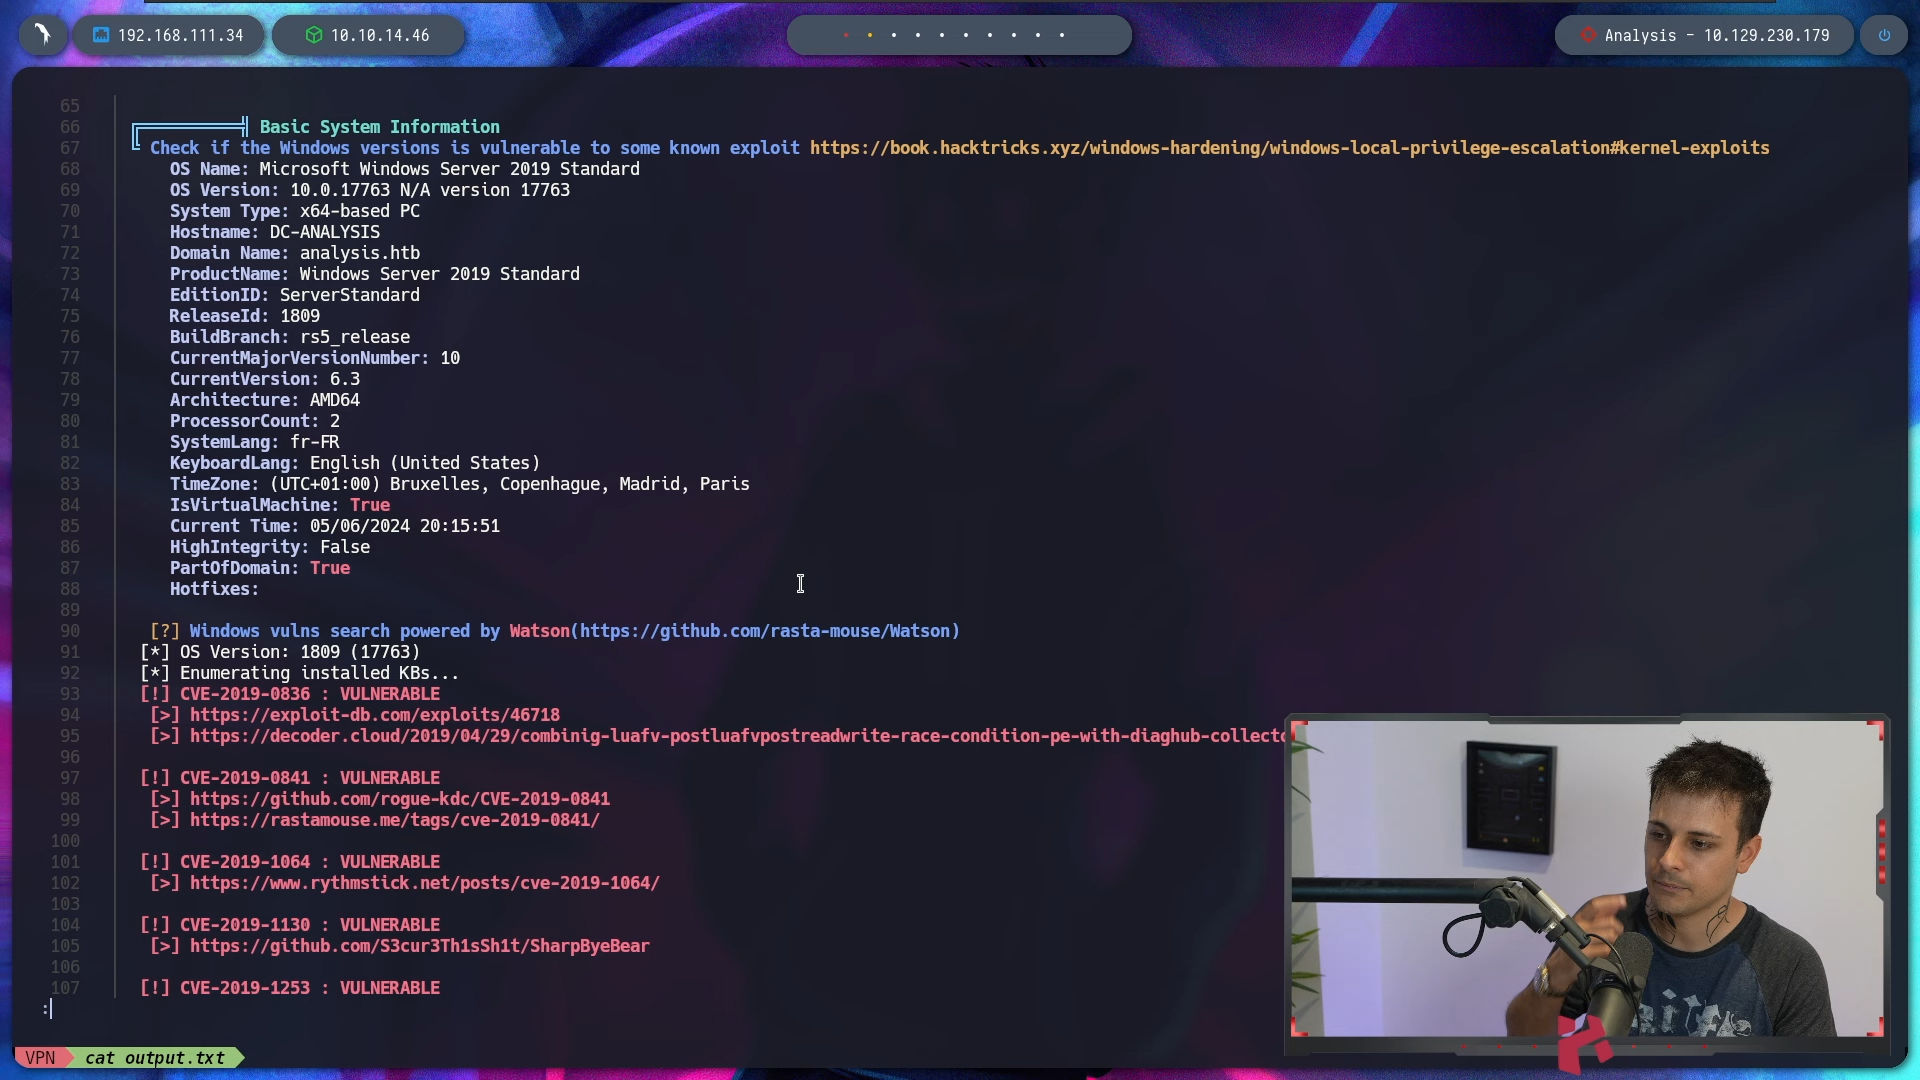 192.168.111.34
10.10.14.46
Analysis - 10.129.230.179
65
66 Basic System Information
67 Check if the Windows versions is vulnerable to some known exploit https://book.hacktricks.xyz/windows-hardening/windows-local-privilege-escalation#kernel-exploits
68 OS Name: Microsoft Windows Server 2019 Standard
69 OS Version: 10.0.17763 N/A version 17763
70 System Type: x64-based PC
71 Hostname: DC-ANALYSIS
72 Domain Name: analysis.htb
73 ProductName: Windows Server 2019 Standard
74 EditionID: ServerStandard
75 ReleaseId: 1809
76 BuildBranch: rs5_release
77 CurrentMajorVersionNumber: 10
78 CurrentVersion: 6.3
79 Architecture: AMD64
80 ProcessorCount: 2
81 SystemLang: fr-FR
82 KeyboardLang: English (United States)
83 TimeZone: (UTC+01:00) Bruxelles, Copenhague, Madrid, Paris
84 IsVirtualMachine: True
85 Current Time: 05/06/2024 20:15:51
86 HighIntegrity: False
87 PartOfDomain: True
88 Hotfixes:
89
90 [?] Windows vulns search powered by Watson(https://github.com/rasta-mouse/Watson)
91 [*] OS Version: 1809 (17763)
92 [*] Enumerating installed KBs...
93 [!] CVE-2019-0836 : VULNERABLE
94 [>] https://exploit-db.com/exploits/46718
95 [>] https://decoder.cloud/2019/04/29/combinig-luafv-postluafvpostreadwrite-race-condition-pe-with-diaghub-collecto
96
97 [!] CVE-2019-0841 : VULNERABLE
98 [>] https://github.com/rogue-kdc/CVE-2019-0841
99 [>] https://rastamouse.me/tags/cve-2019-0841/
100
101 [!] CVE-2019-1064 : VULNERABLE
102 [>] https://www.rythmstick.net/posts/cve-2019-1064/
103
104 [!] CVE-2019-1130 : VULNERABLE
105 [>] https://github.com/S3cur3Th1sSh1t/SharpByeBear
106
107 [!] CVE-2019-1253 : VULNERABLE
:
VPN cat output.txt